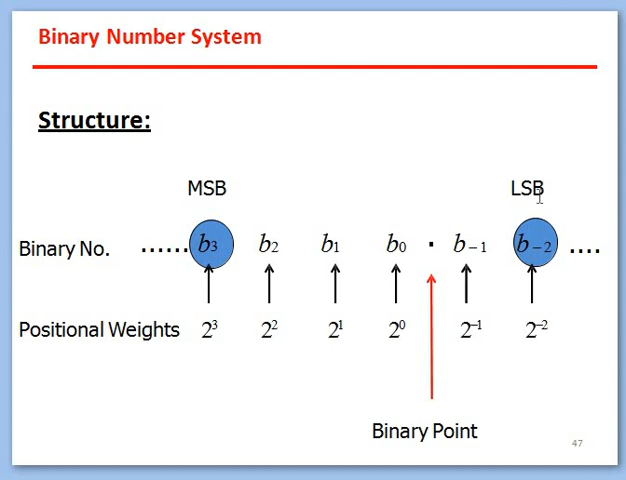 Binary Number System
Structure:
MSB LSB
Binary No. ...... b₃ b₂ b₁ b₀ . b₋₁ b₋₂ ....
Positional Weights 2³ 2² 2¹ 2⁰ 2⁻¹ 2⁻²
Binary Point
47